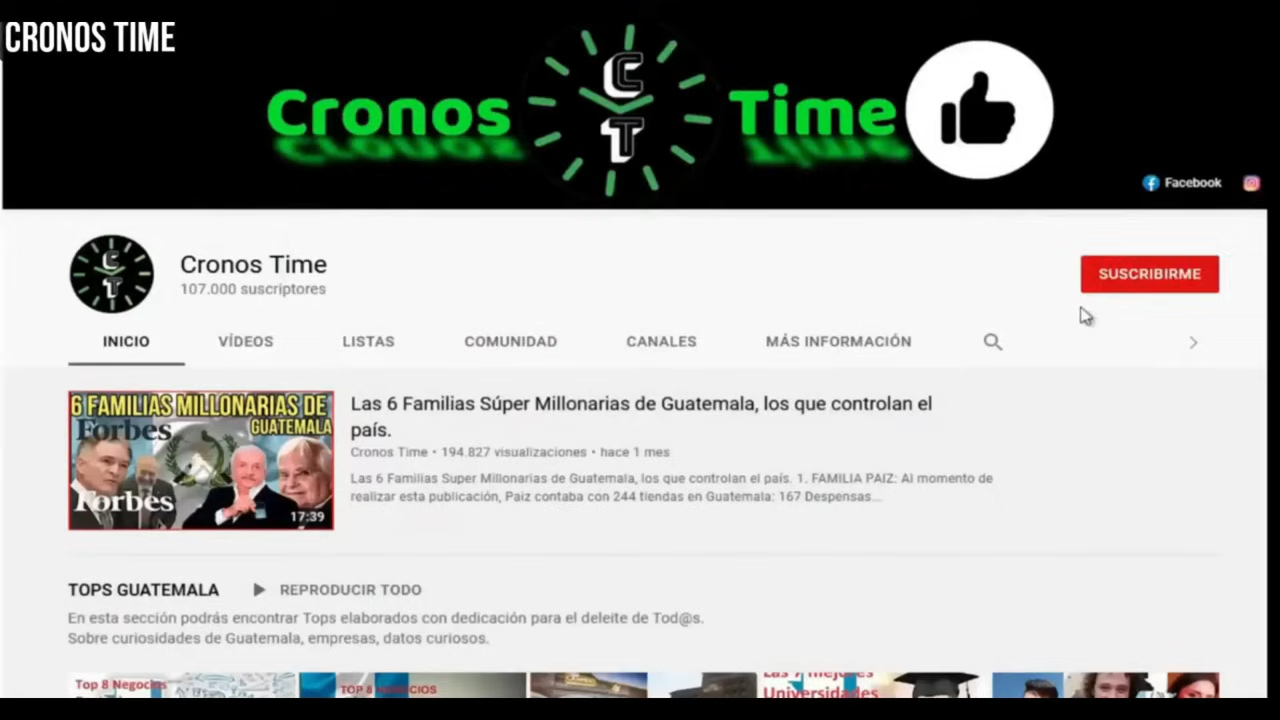 CRONOS TIME
Cronos CT Time
Facebook
Cronos Time
107.000 suscriptores
SUSCRIBIRME
INICIO VÍDEOS LISTAS COMUNIDAD CANALES MÁS INFORMACIÓN
6 FAMILIAS MILLONARIAS DE
GUATEMALA
Forbes
Forbes
17:39
Las 6 Familias Súper Millonarias de Guatemala, los que controlan el
país.
Cronos Time • 194.827 visualizaciones • hace 1 mes
Las 6 Familias Super Millonarias de Guatemala, los que controlan el país. 1. FAMILIA PAIZ: Al momento de
realizar esta publicación, Paiz contaba con 244 tiendas en Guatemala: 167 Despensas...
TOPS GUATEMALA REPRODUCIR TODO
En esta sección podrás encontrar Tops elaborados con dedicación para el deleite de Tod@s.
Sobre curiosidades de Guatemala, empresas, datos curiosos.
Top 8 Negocios
TOP 8 NEGOCIOS
Las 7 mejores
Universidades